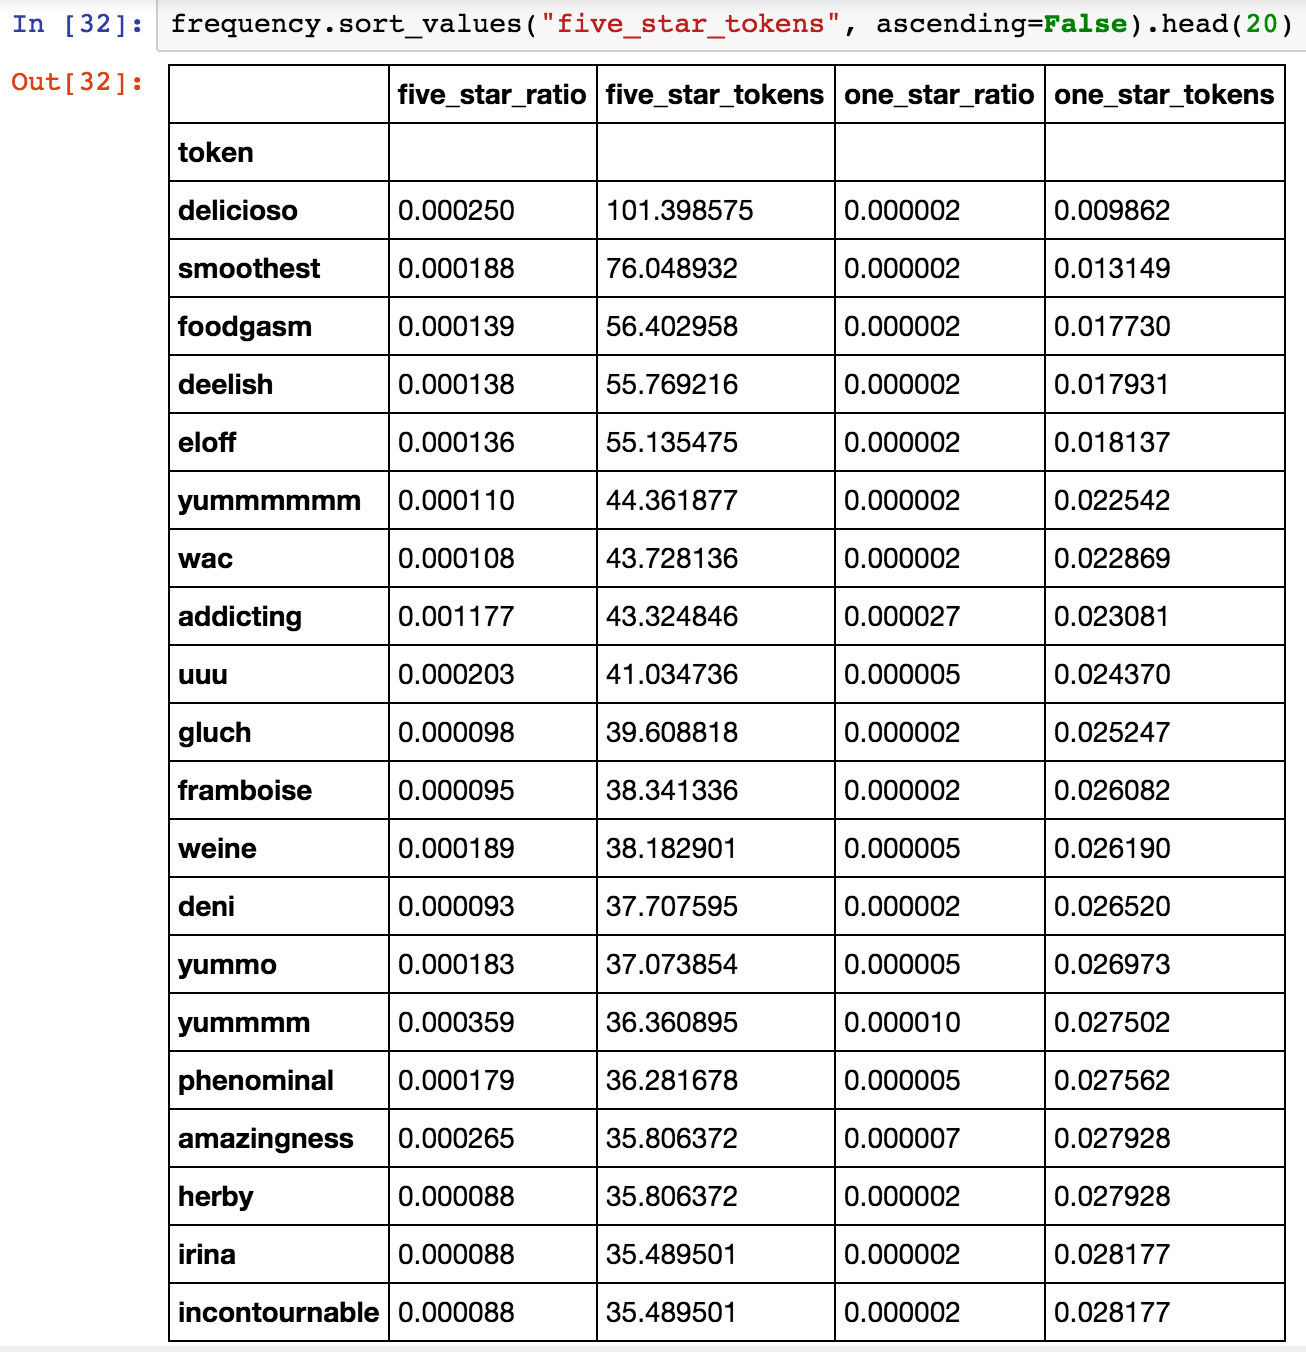 In [32]: frequency.sort_values("five_star_tokens", ascending=False).head(20)
Out[32]:
five_star_ratio five_star_tokens one_star_ratio one_star_tokens
token
delicioso 0.000250 101.398575 0.000002 0.009862
smoothest 0.000188 76.048932 0.000002 0.013149
foodgasm 0.000139 56.402958 0.000002 0.017730
deelish 0.000138 55.769216 0.000002 0.017931
eloff 0.000136 55.135475 0.000002 0.018137
yummmmmm 0.000110 44.361877 0.000002 0.022542
wac 0.000108 43.728136 0.000002 0.022869
addicting 0.001177 43.324846 0.000027 0.023081
uuu 0.000203 41.034736 0.000005 0.024370
gluch 0.000098 39.608818 0.000002 0.025247
framboise 0.000095 38.341336 0.000002 0.026082
weine 0.000189 38.182901 0.000005 0.026190
deni 0.000093 37.707595 0.000002 0.026520
yummo 0.000183 37.073854 0.000005 0.026973
yummmm 0.000359 36.360895 0.000010 0.027502
phenominal 0.000179 36.281678 0.000005 0.027562
amazingness 0.000265 35.806372 0.000007 0.027928
herby 0.000088 35.806372 0.000002 0.027928
irina 0.000088 35.489501 0.000002 0.028177
incontournable 0.000088 35.489501 0.000002 0.028177